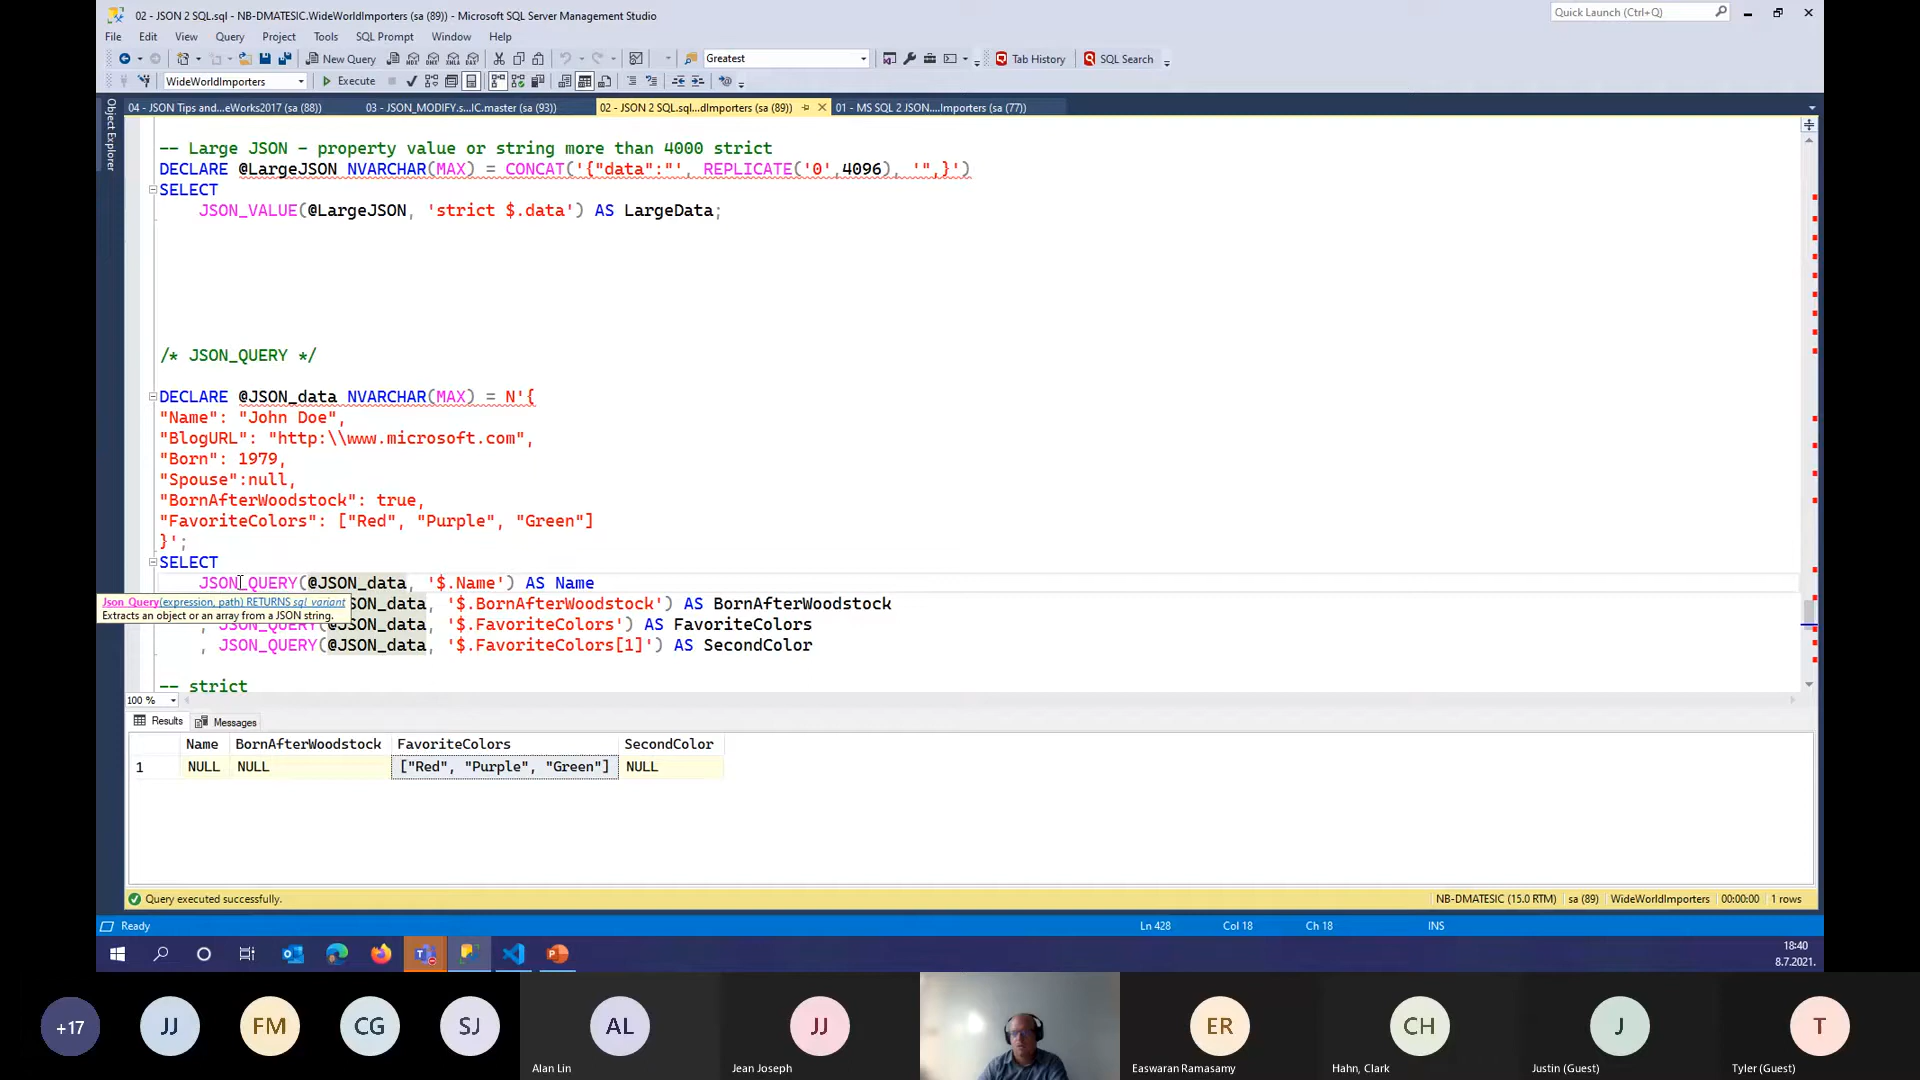 02 - JSON 2 SQL.sql - NB-DMATESIC.WideWorldImporters (sa (89)) - Microsoft SQL Server Management Studio
Quick Launch (Ctrl+Q)
File Edit View Query Project Tools SQL Prompt Window Help
New Query Greatest Tab History SQL Search
WideWorldImporters Execute
04 - JSON Tips and...eWorks2017 (sa (88)) 03 - JSON_MODIFY.s...IC.master (sa (93)) 02 - JSON 2 SQL.sql...dImporters (sa (89)) 01 - MS SQL 2 JSON....Importers (sa (77))
Object Explorer
-- Large JSON - property value or string more than 4000 strict
DECLARE @LargeJSON NVARCHAR(MAX) = CONCAT('{"data":"', REPLICATE('0',4096), '",}')
SELECT
JSON_VALUE(@LargeJSON, 'strict $.data') AS LargeData;
/* JSON_QUERY */
DECLARE @JSON_data NVARCHAR(MAX) = N'{
"Name": "John Doe",
"BlogURL": "http:\\www.microsoft.com",
"Born": 1979,
"Spouse":null,
"BornAfterWoodstock": true,
"FavoriteColors": ["Red", "Purple", "Green"]
}';
SELECT
JSON_QUERY(@JSON_data, '$.Name') AS Name
Json_Query(expression, path) RETURNS sql_variant
Extracts an object or an array from a JSON string.
JSON_data, '$.BornAfterWoodstock') AS BornAfterWoodstock
, JSON_QUERY(@JSON_data, '$.FavoriteColors') AS FavoriteColors
, JSON_QUERY(@JSON_data, '$.FavoriteColors[1]') AS SecondColor
-- strict
100 %
Results Messages
Name BornAfterWoodstock FavoriteColors SecondColor
1 NULL NULL ["Red", "Purple", "Green"] NULL
Query executed successfully. NB-DMATESIC (15.0 RTM) sa (89) WideWorldImporters 00:00:00 1 rows
Ready Ln 428 Col 18 Ch 18 INS
18:40
8.7.2021.
+17 JJ FM CG SJ AL JJ ER CH J T
Alan Lin Jean Joseph Easwaran Ramasamy Hahn, Clark Justin (Guest) Tyler (Guest)